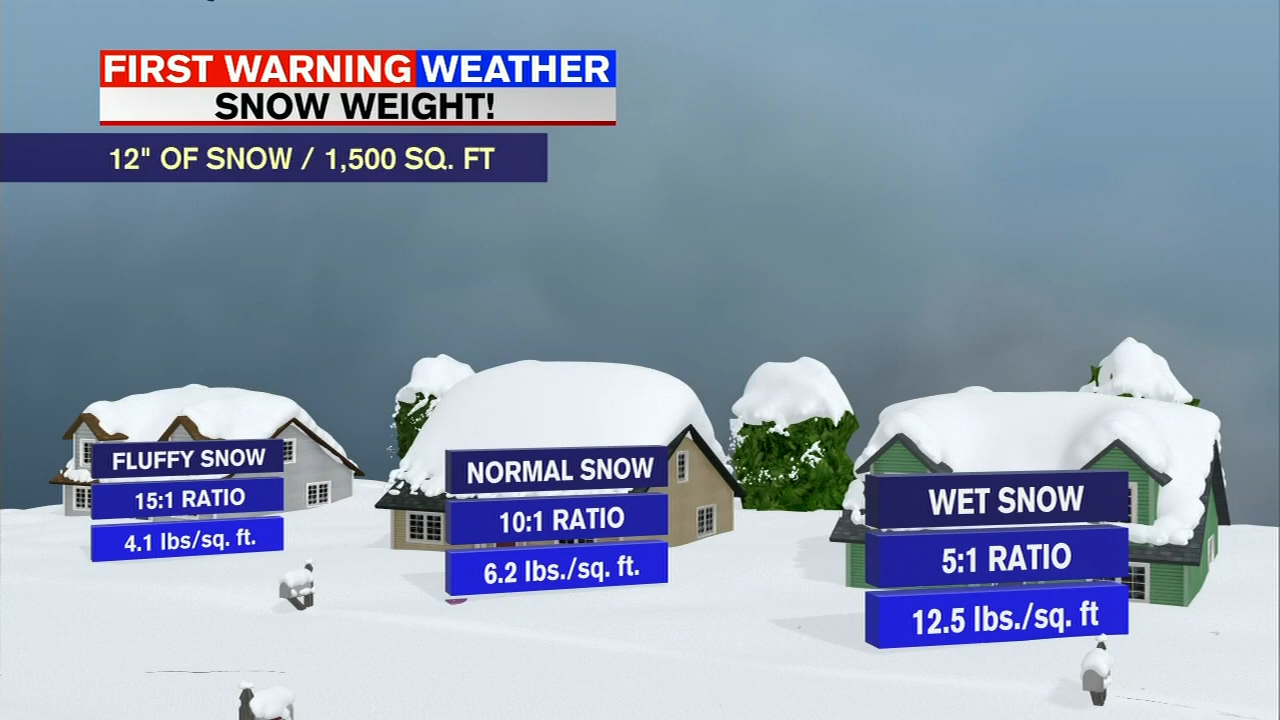 FIRST WARNING WEATHER
SNOW WEIGHT!
12" OF SNOW / 1,500 SQ. FT
FLUFFY SNOW
15:1 RATIO
4.1 lbs/sq. ft.
NORMAL SNOW
10:1 RATIO
6.2 lbs./sq. ft.
WET SNOW
5:1 RATIO
12.5 lbs./sq. ft